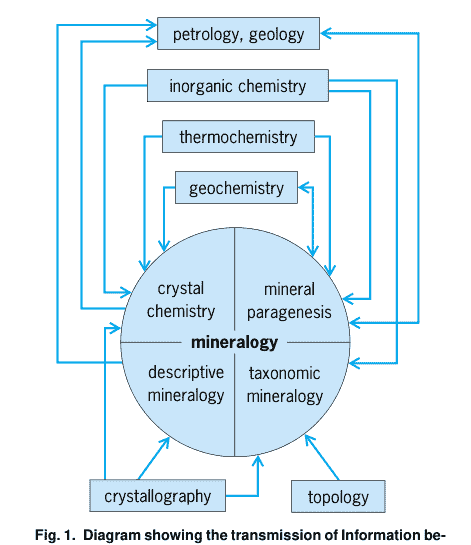 petrology, geology
inorganic chemistry
thermochemistry
geochemistry
crystal
chemistry
mineral
paragenesis
mineralogy
descriptive
mineralogy
taxonomic
mineralogy
crystallography
topology
Fig. 1. Diagram showing the transmission of Information be-